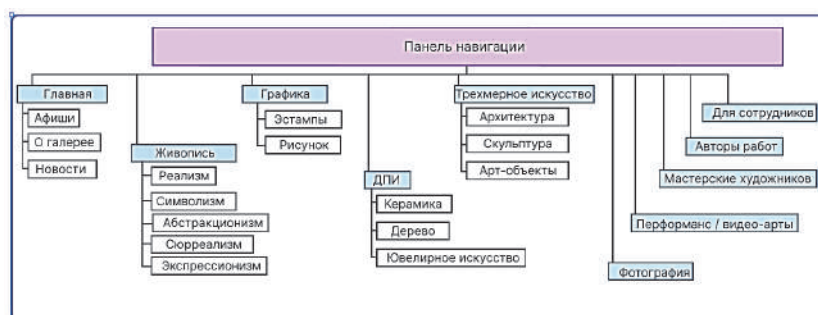 Панель навигации
Главная
Афиши
О галерее
Новости
Живопись
Реализм
Символизм
Абстракционизм
Сюрреализм
Экспрессионизм
Графика
Эстампы
Рисунок
ДПИ
Керамика
Дерево
Ювелирное искусство
Трехмерное искусство
Архитектура
Скульптура
Арт-объекты
Для сотрудников
Авторы работ
Мастерские художников
Перформанс / видео-арты
Фотография